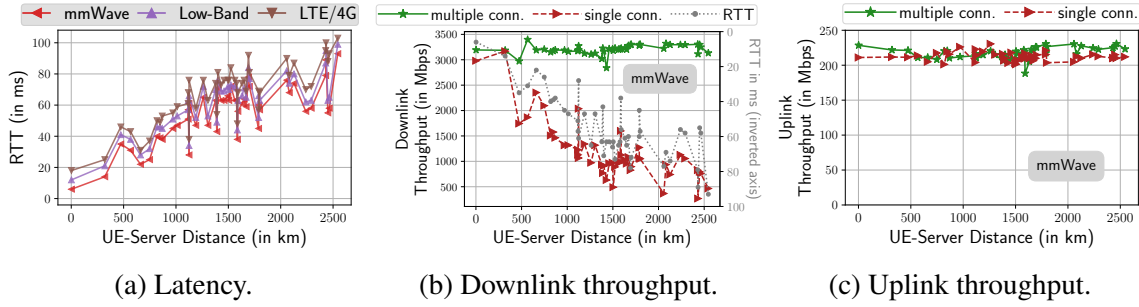 mmWave Low-Band LTE/4G
100
80
60
40
20
0
RTT
(in ms)
0 500 1000 1500 2000 2500
UE-Server Distance (in km)
(a) Latency.
multiple conn. single conn. RTT
3500
3000
2500
2000
1500
1000
500
Downlink
Throughput (in Mbps)
mmWave
0
20
40
60
80
100
RTT in ms (inverted axis)
0 500 1000 1500 2000 2500
UE-Server Distance (in km)
(b) Downlink throughput.
multiple conn. single conn.
250
200
150
100
50
0
Uplink
Throughput (in Mbps)
mmWave
0 500 1000 1500 2000 2500
UE-Server Distance (in km)
(c) Uplink throughput.